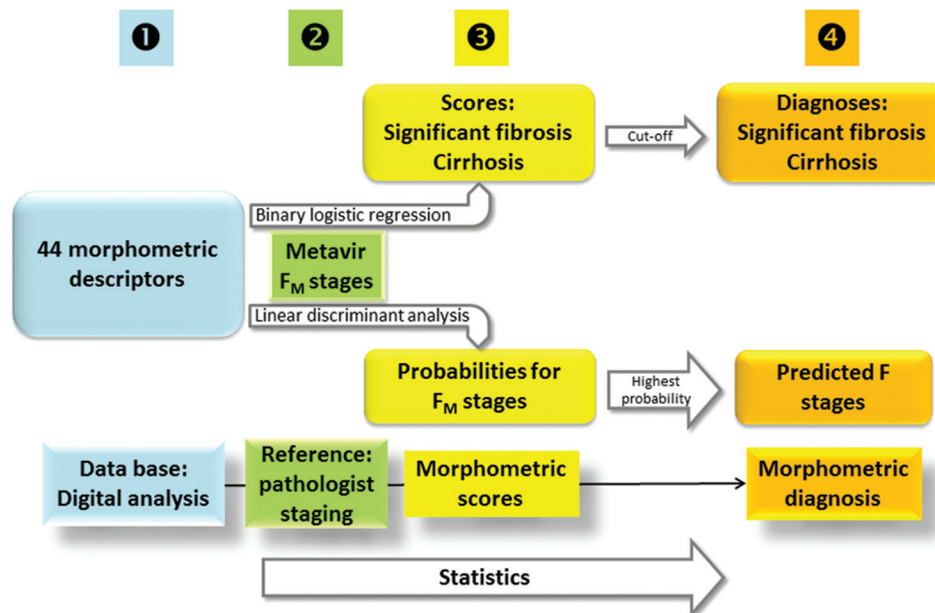 ❶ ❷ ❸ ❹
Scores:
Significant fibrosis
Cirrhosis
Cut-off
Diagnoses:
Significant fibrosis
Cirrhosis
44 morphometric
descriptors
Binary logistic regression
Metavir
F_M stages
Linear discriminant analysis
Probabilities for
F_M stages
Highest
probability
Predicted F
stages
Data base:
Digital analysis
Reference:
pathologist
staging
Morphometric
scores
Morphometric
diagnosis
Statistics